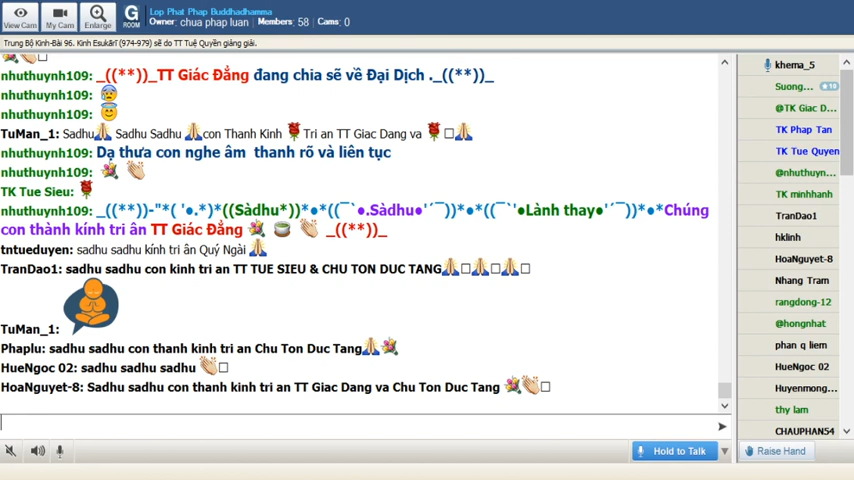 Lop Phat Phap Buddhadhamma
Owner: chua phap luan Members: 58 Cams: 0
View Cam My Cam Enlarge G ROOM
Trung Bộ Kinh-Bài 96. Kinh Esukārī (974-979) sẽ do TT Tuệ Quyền giảng giải.
nhuthuynh109: _((**))_TT Giác Đẳng đang chia sẽ về Đại Dịch ._((**))_
nhuthuynh109:
nhuthuynh109:
TuMan_1: Sadhu Sadhu Sadhu con Thanh Kinh Tri an TT Giac Dang va
nhuthuynh109: Dạ thưa con nghe âm thanh rõ và liên tục
nhuthuynh109:
TK Tue Sieu:
nhuthuynh109: _((**))-"*( '●.*)*((Sàdhu*))*●*((¯`●.Sàdhu●'´¯))*●*((¯`'●Lành thay●'´¯))*●*Chúng
con thành kính tri ân TT Giác Đẳng _((**))_
tntueduyen: sadhu sadhu kính tri ân Quý Ngài
TranDao1: sadhu sadhu con kinh tri an TT TUE SIEU & CHU TON DUC TANG
TuMan_1:
Phaplu: sadhu sadhu con thanh kinh tri an Chu Ton Duc Tang
HueNgoc 02: sadhu sadhu sadhu
HoaNguyet-8: Sadhu sadhu con thanh kinh tri an TT Giac Dang va Chu Ton Duc Tang
Hold to Talk
khema_5
Suong... +18
@TK Giac D...
TK Phap Tan
TK Tue Quyen
@nhuthuyn...
TK minhhanh
TranDao1
hklinh
HoaNguyet-8
Nhang Tram
rangdong-12
@hongnhat
phan q liem
HueNgoc 02
Huyenmong...
thy lam
CHAUPHAN54
Raise Hand